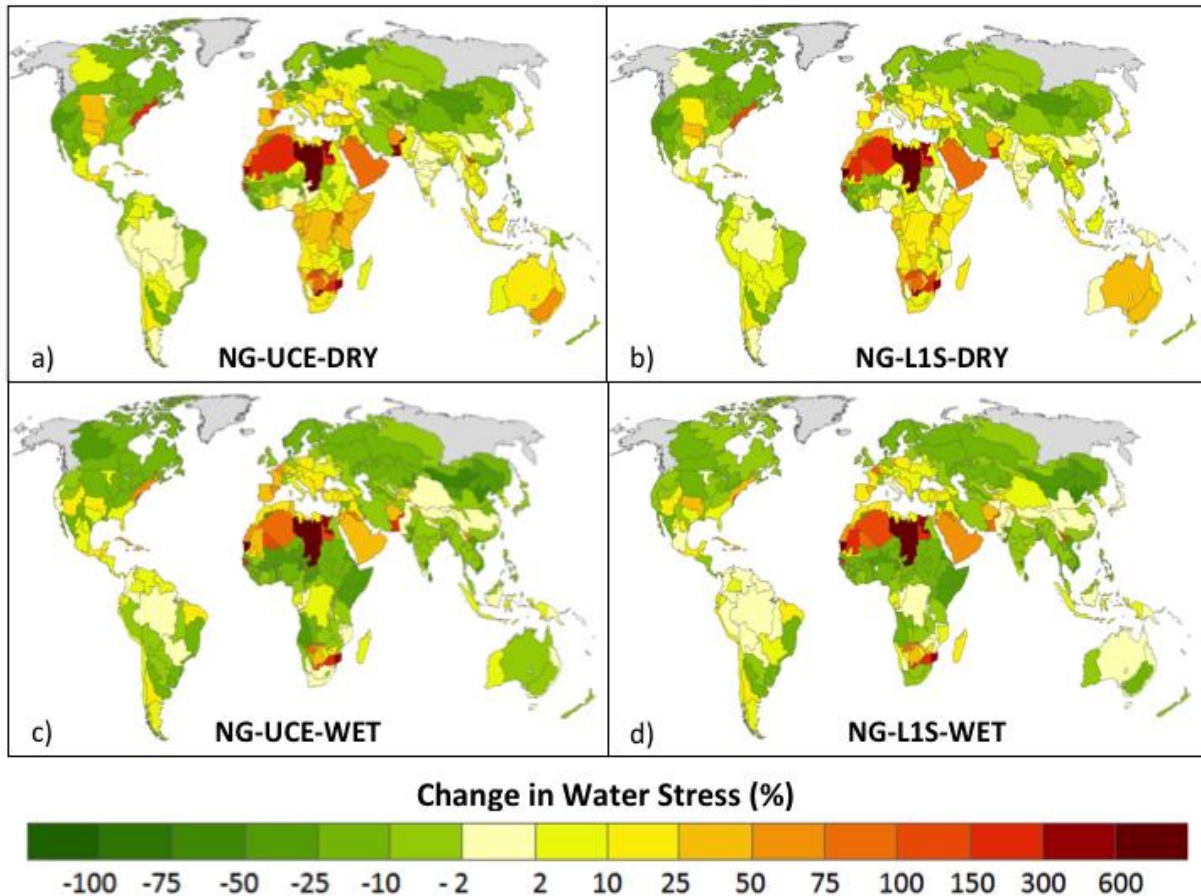 a) NG-UCE-DRY
b) NG-L1S-DRY
c) NG-UCE-WET
d) NG-L1S-WET
Change in Water Stress (%)
-100 -75 -50 -25 -10 - 2 2 10 25 50 75 100 150 300 600